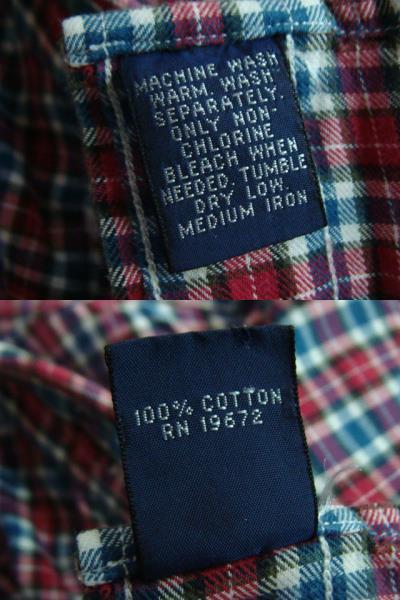 MACHINE WASH
WARM, WASH
SEPARATELY.
ONLY NON-
CHLORINE
BLEACH WHEN
NEEDED. TUMBLE
DRY LOW.
MEDIUM IRON
100% COTTON
RN 19672